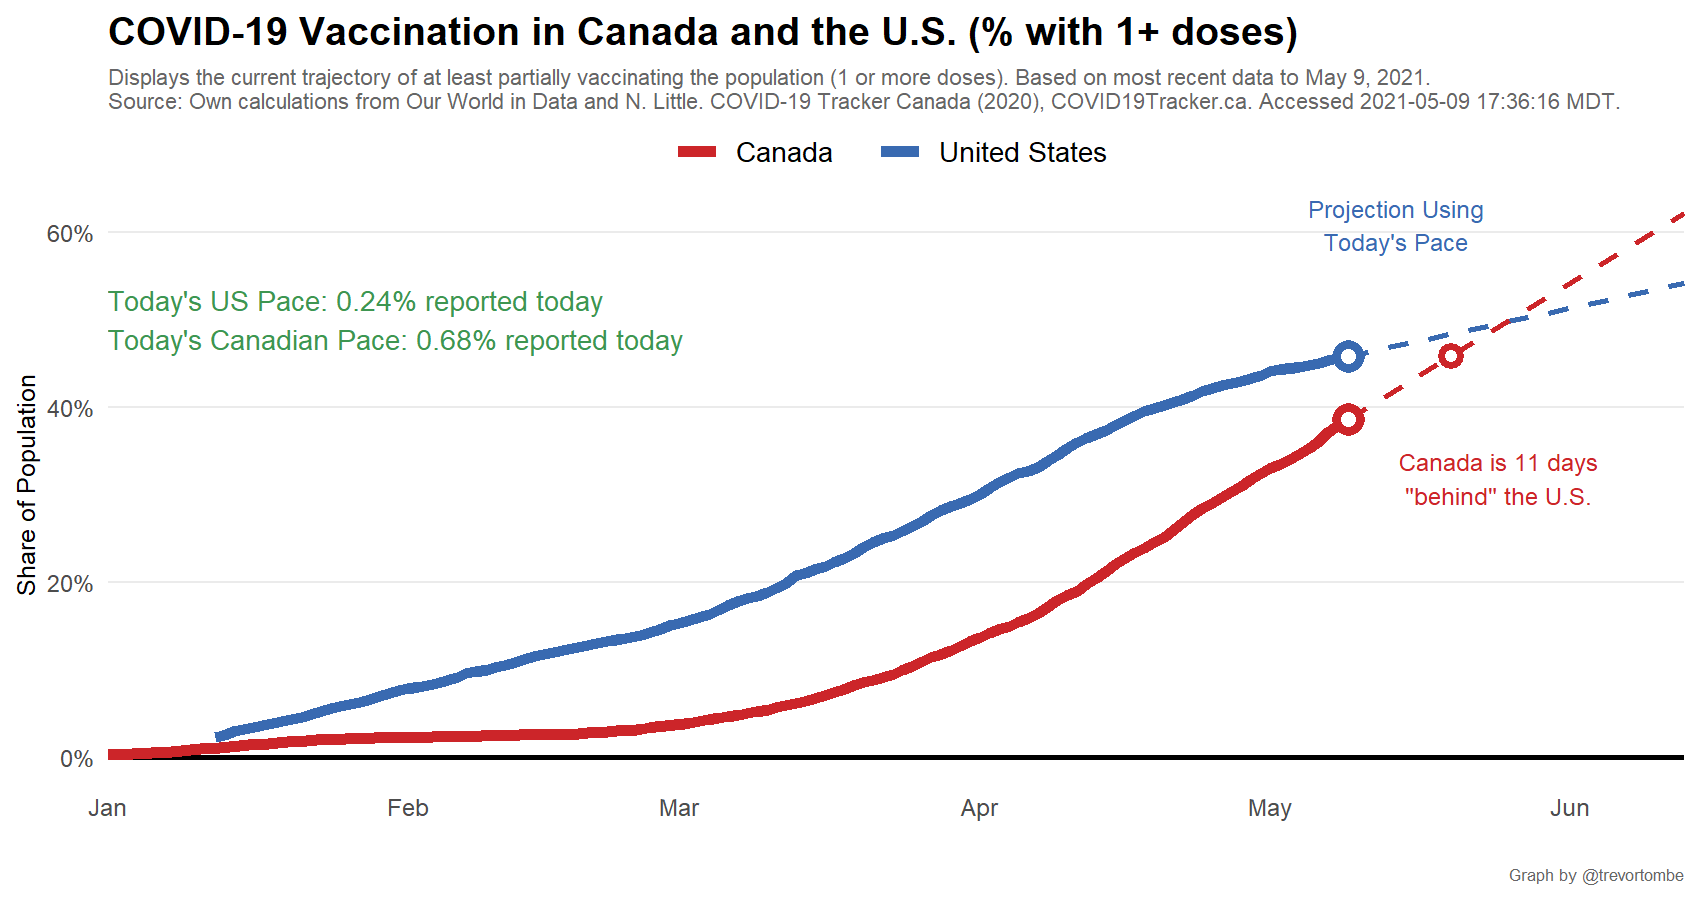 COVID-19 Vaccination in Canada and the U.S. (% with 1+ doses)
Displays the current trajectory of at least partially vaccinating the population (1 or more doses). Based on most recent data to May 9, 2021.
Source: Own calculations from Our World in Data and N. Little. COVID-19 Tracker Canada (2020), COVID19Tracker.ca. Accessed 2021-05-09 17:36:16 MDT.
Canada
United States
Projection Using
Today's Pace
60%
Today's US Pace: 0.24% reported today
Today's Canadian Pace: 0.68% reported today
Share of Population
40%
Canada is 11 days
"behind" the U.S.
20%
0%
Jan
Feb
Mar
Apr
May
Jun
Graph by @trevortombe